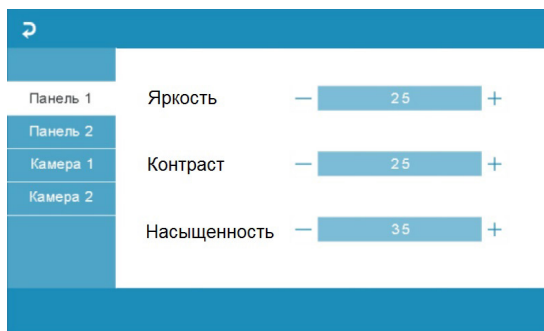 Панель 1
Панель 2
Камера 1
Камера 2
Яркость — 25 +
Контраст — 25 +
Насыщенность — 35 +